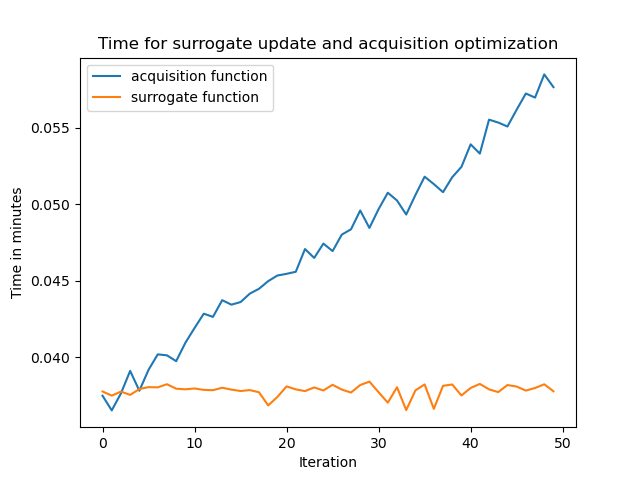 Time for surrogate update and acquisition optimization
acquisition function
surrogate function
0.055
0.050
0.045
0.040
Time in minutes
0 10 20 30 40 50
Iteration